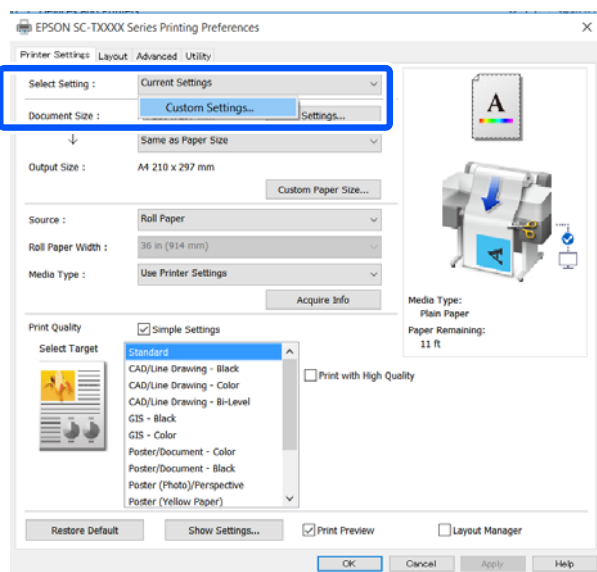 EPSON SC-TXXXX Series Printing Preferences
Printer Settings Layout Advanced Utility
Select Setting : Current Settings
Custom Settings...
Document Size : Settings...
Same as Paper Size
Output Size : A4 210 x 297 mm
Custom Paper Size...
Source : Roll Paper
Roll Paper Width : 36 in (914 mm)
Media Type : Use Printer Settings
Acquire Info
A
Media Type:
Plain Paper
Paper Remaining:
11 ft
Print Quality Simple Settings
Select Target
Standard
CAD/Line Drawing - Black
CAD/Line Drawing - Color
CAD/Line Drawing - Bi-Level
GIS - Black
GIS - Color
Poster/Document - Color
Poster/Document - Black
Poster (Photo)/Perspective
Poster (Yellow Paper)
Print with High Quality
Restore Default Show Settings... Print Preview Layout Manager
OK Cancel Apply Help